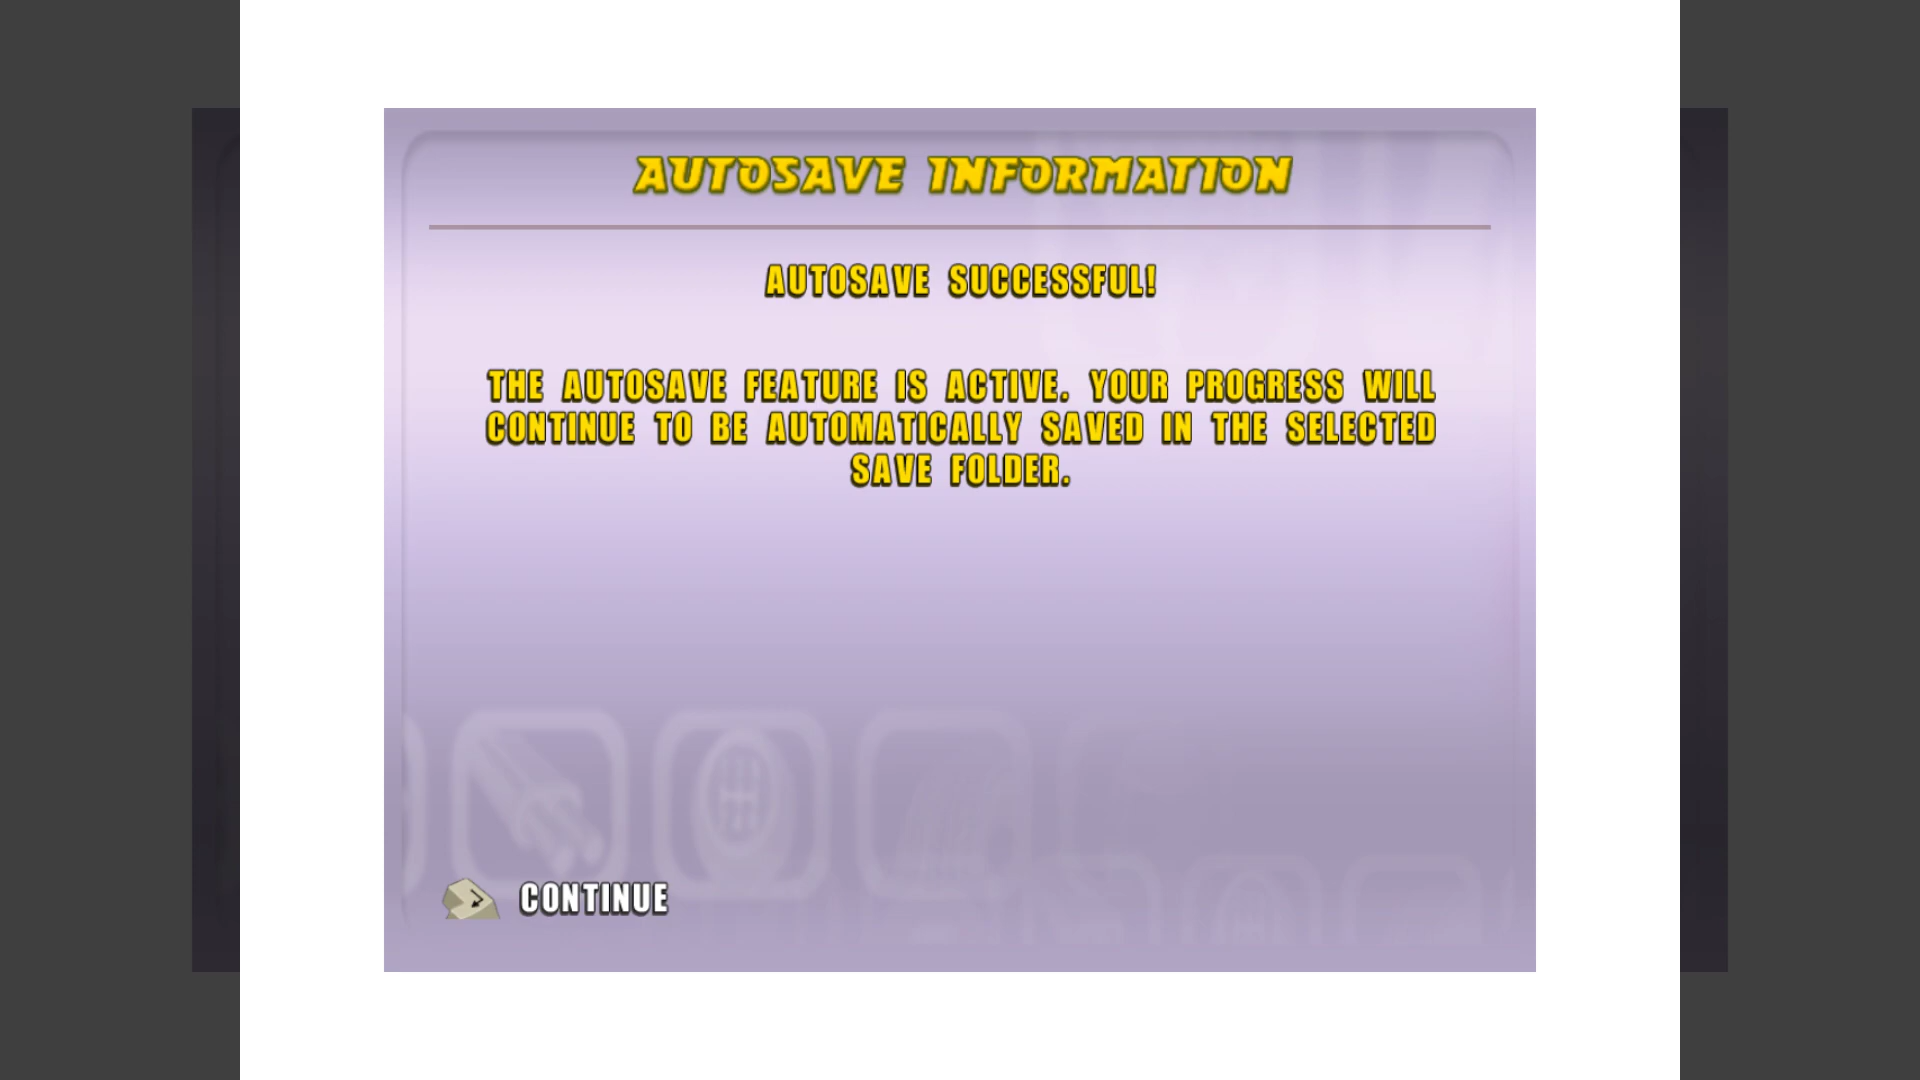 AUTOSAVE INFORMATION
AUTOSAVE SUCCESSFUL!
THE AUTOSAVE FEATURE IS ACTIVE. YOUR PROGRESS WILL
CONTINUE TO BE AUTOMATICALLY SAVED IN THE SELECTED
SAVE FOLDER.
CONTINUE